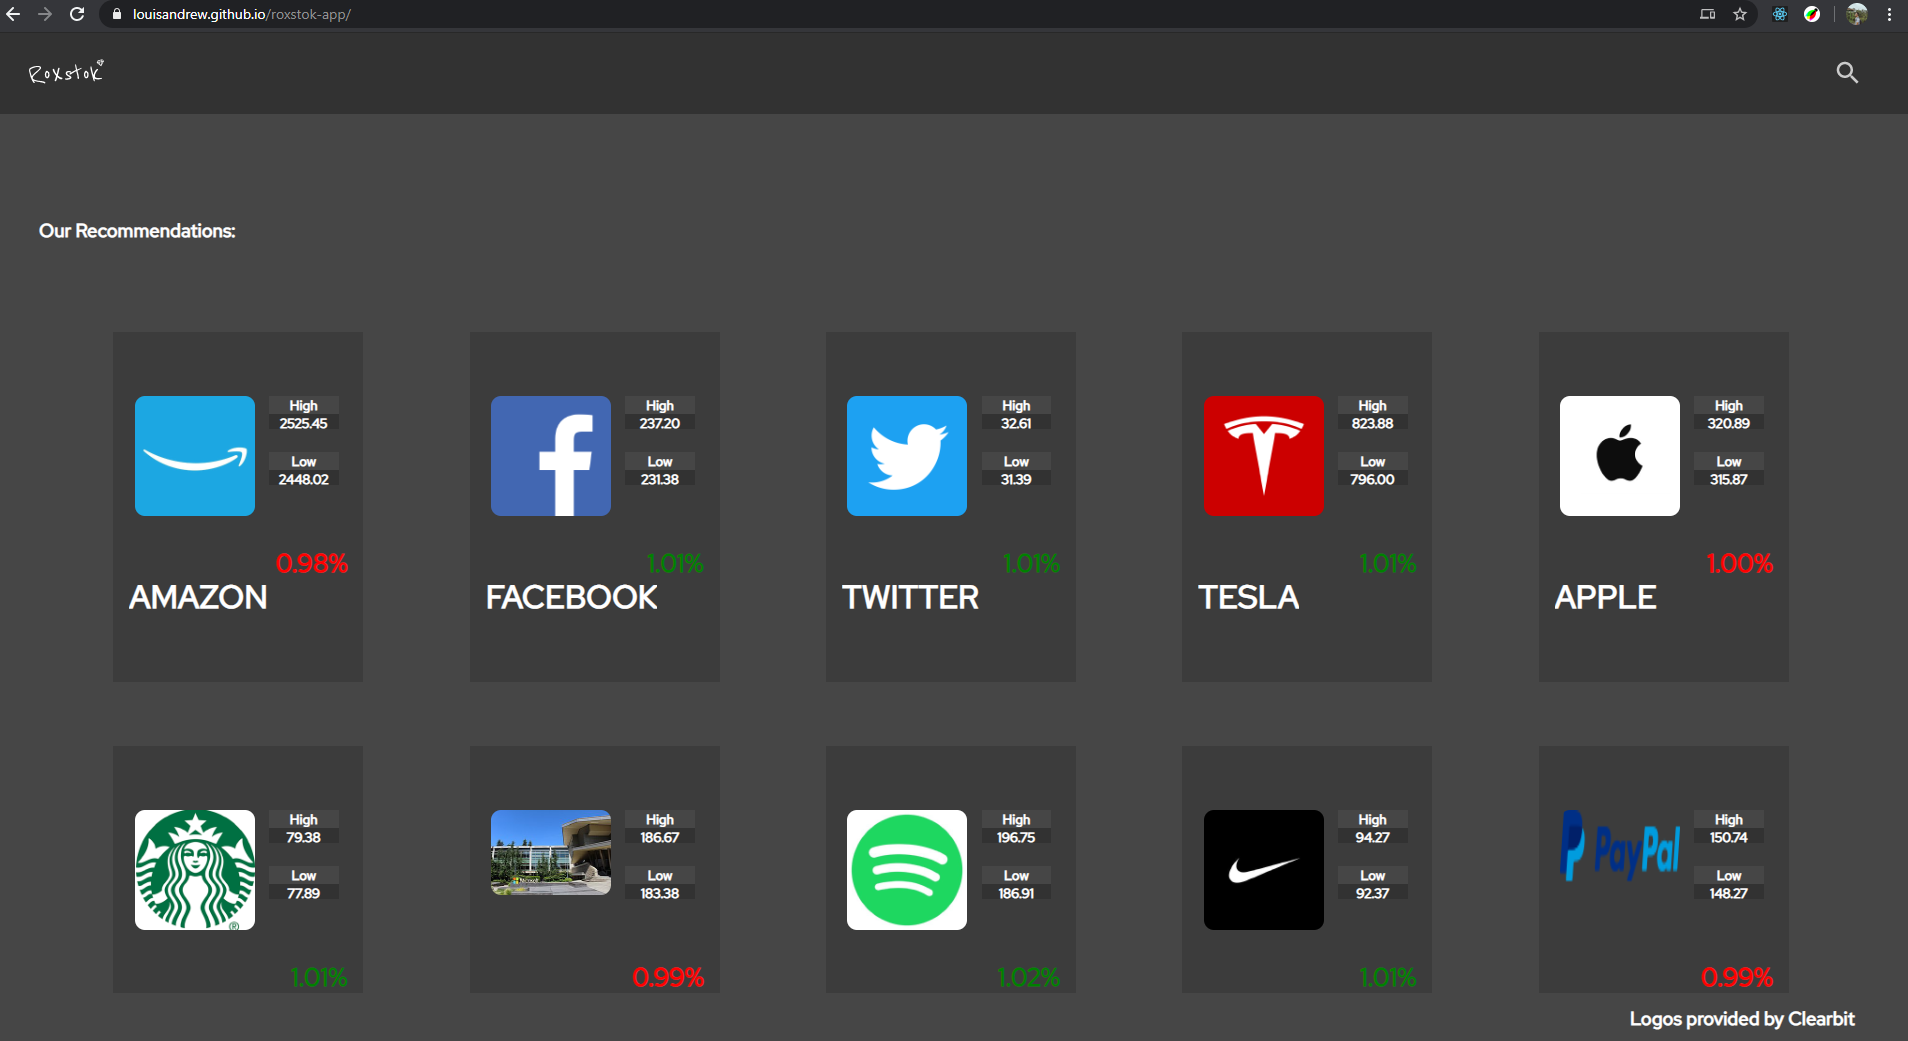 louisandrew.github.io/roxstok-app/
Roxstok
Our Recommendations:
High
2525.45
Low
2448.02
0.98%
AMAZON
High
237.20
Low
231.38
1.01%
FACEBOOK
High
32.61
Low
31.39
1.01%
TWITTER
High
823.88
Low
796.00
1.01%
TESLA
High
320.89
Low
315.87
1.00%
APPLE
High
79.38
Low
77.89
®
1.01%
Microsoft
High
186.67
Low
183.38
0.99%
High
196.75
Low
186.91
1.02%
High
94.27
Low
92.37
1.01%
PayPal
High
150.74
Low
148.27
0.99%
Logos provided by Clearbit